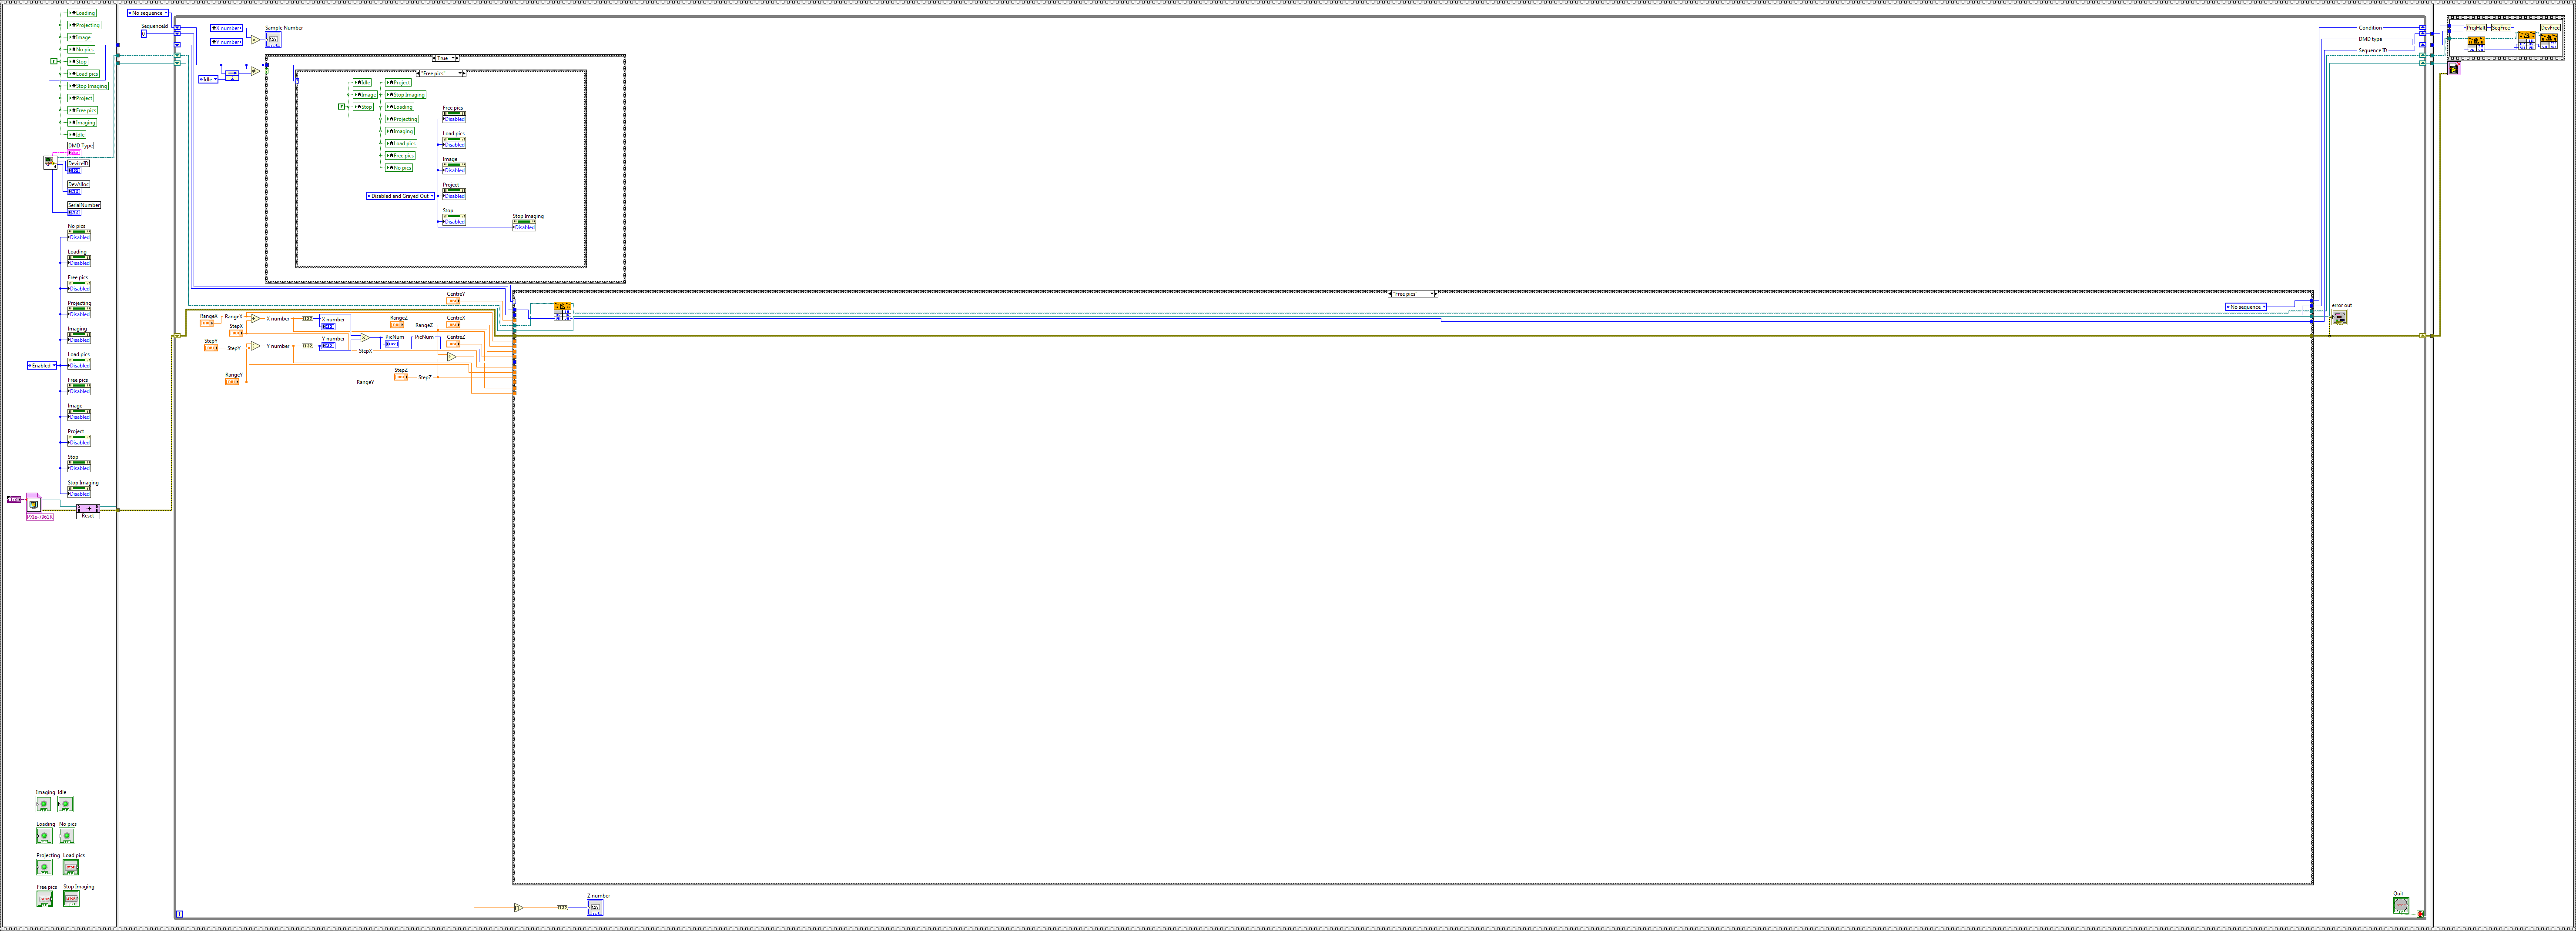 Loading
Projecting
Image
No pics
Stop
Load pics
Stop Imaging
Project
Free pics
Imaging
Idle
DMD Type
DeviceID
DevAlloc
SerialNumber
No pics
Disabled
Loading
Disabled
Free pics
Disabled
Projecting
Disabled
Imaging
Disabled
Load pics
Disabled
Enabled
Free pics
Disabled
Image
Disabled
Project
Disabled
Stop
Disabled
Stop Imaging
Disabled
PXIe-7961R
Reset
Imaging Idle
Loading No pics
Projecting Load pics
Free pics Stop Imaging
No sequence
SequenceId
X number
Y number
Sample Number
Idle
True
"Free pics"
Idle
Image
Stop
Project
Stop Imaging
Loading
Projecting
Imaging
Load pics
Free pics
No pics
Free pics
Disabled
Load pics
Disabled
Image
Disabled
Project
Disabled
Disabled and Grayed Out
Stop
Disabled
Stop Imaging
Disabled
"Free pics"
CentreY
RangeX RangeX X number X number
StepX
RangeZ RangeZ CentreX
StepY StepY Y number Y number
PicNum PicNum CentreZ
StepX
StepZ StepZ
RangeY RangeY
Z number
No sequence
error out
Condition
DMD type
Sequence ID
Quit
ProjHalt SeqFree DevFree